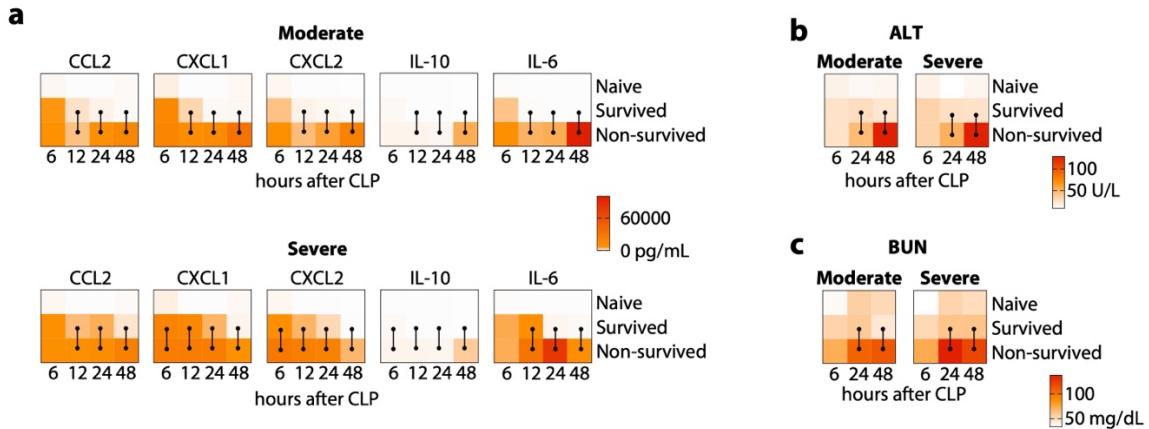 a
Moderate
CCL2 CXCL1 CXCL2 IL-10 IL-6
Naive
Survived
Non-survived
6 12 24 48 6 12 24 48 6 12 24 48 6 12 24 48 6 12 24 48
hours after CLP
60000
0 pg/mL
Severe
CCL2 CXCL1 CXCL2 IL-10 IL-6
Naive
Survived
Non-survived
6 12 24 48 6 12 24 48 6 12 24 48 6 12 24 48 6 12 24 48
hours after CLP
b ALT
Moderate Severe
Naive
Survived
Non-survived
6 24 48 6 24 48
hours after CLP
100
50 U/L
c BUN
Moderate Severe
Naive
Survived
Non-survived
6 24 48 6 24 48
hours after CLP
100
50 mg/dL